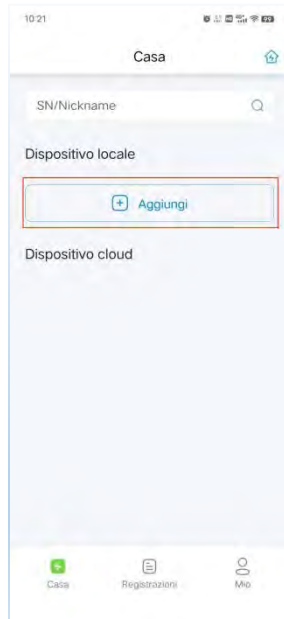 10:21
Casa
SN/Nickname
Dispositivo locale
Aggiungi
Dispositivo cloud
Casa
Registrazioni
Mio